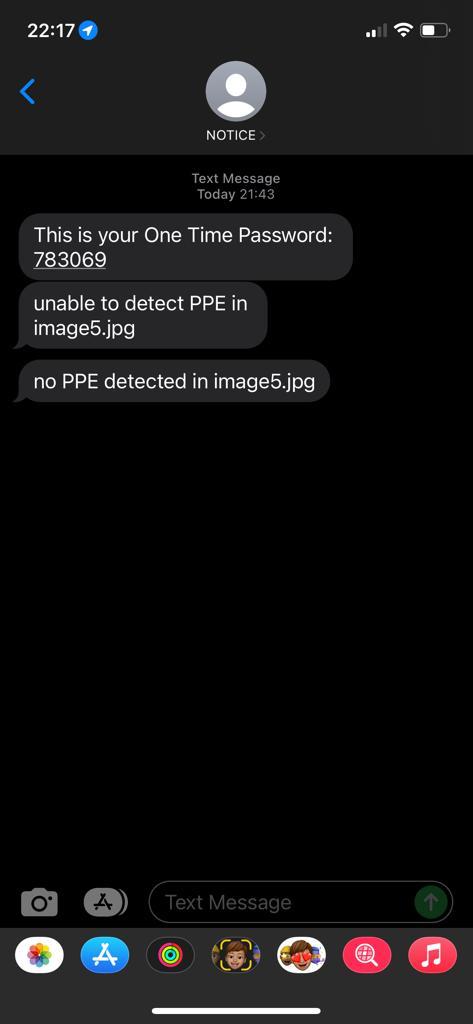 22:17
NOTICE
Text Message
Today 21:43
This is your One Time Password:
783069
unable to detect PPE in
image5.jpg
no PPE detected in image5.jpg
Text Message